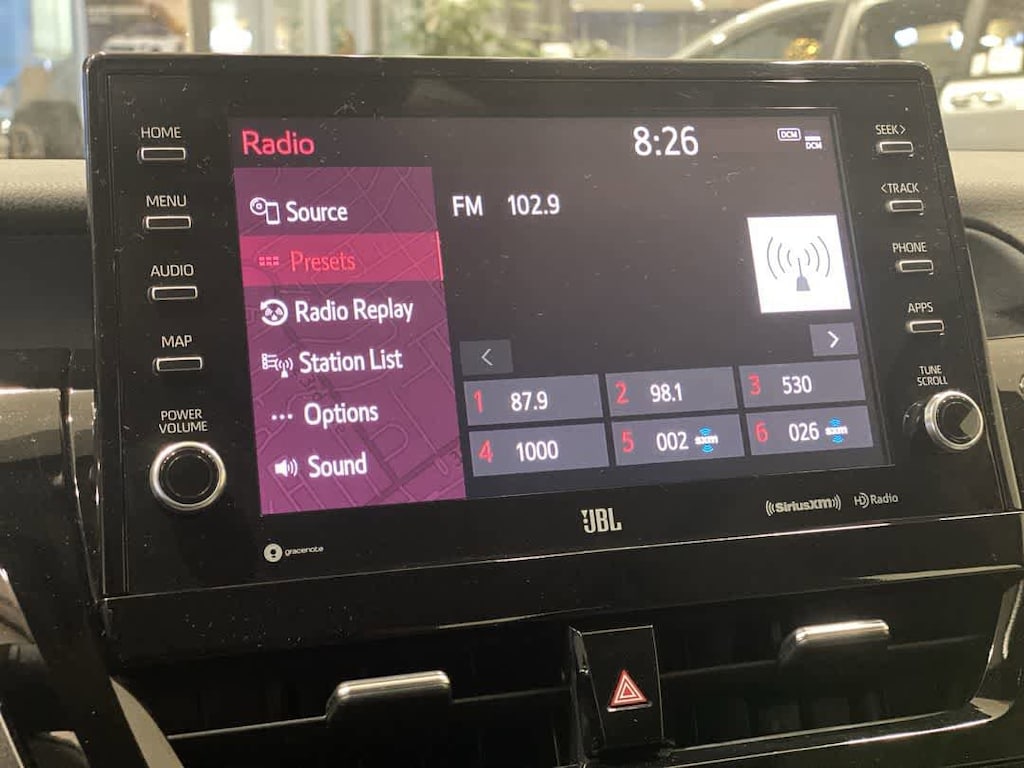 HOME
MENU
AUDIO
MAP
POWER
VOLUME
Radio
8:26
DCM
DCM
Source
Presets
Radio Replay
Station List
Options
Sound
FM 102.9
<
>
1 87.9
2 98.1
3 530
4 1000
5 002 sxm
6 026 sxm
SEEK>
<TRACK
PHONE
APPS
TUNE
SCROLL
gracenote
JBL
SiriusXM
HD Radio